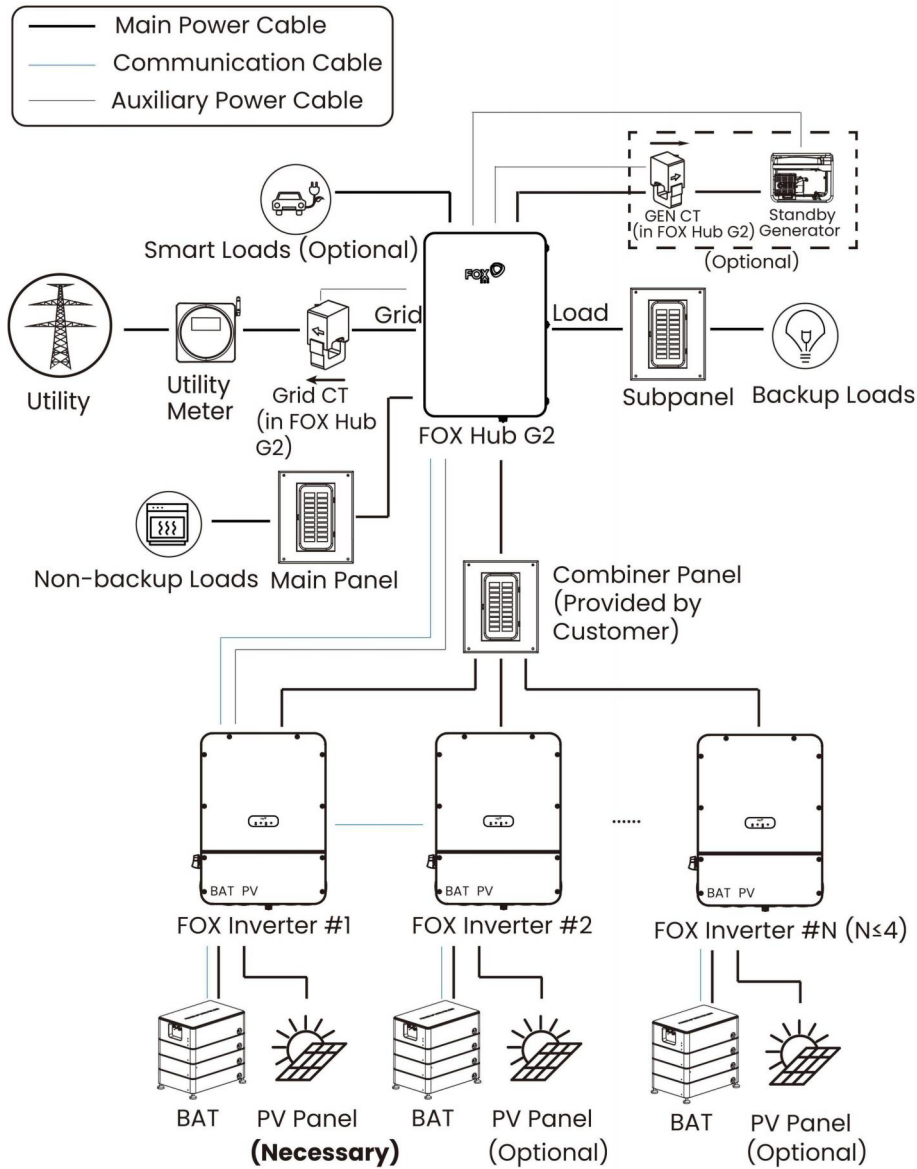 Main Power Cable
Communication Cable
Auxiliary Power Cable
GEN CT
(in FOX Hub G2)
Standby
Generator
(Optional)
Smart Loads (Optional)
FOX
Grid
Load
Utility
Utility
Meter
Grid CT
(in FOX Hub
G2)
FOX Hub G2
Subpanel
Backup Loads
Non-backup Loads
Main Panel
Combiner Panel
(Provided by
Customer)
BAT PV
BAT PV
BAT PV
FOX Inverter #1
FOX Inverter #2
......
FOX Inverter #N (N≤4)
BAT
PV Panel
(Necessary)
BAT
PV Panel
(Optional)
BAT
PV Panel
(Optional)